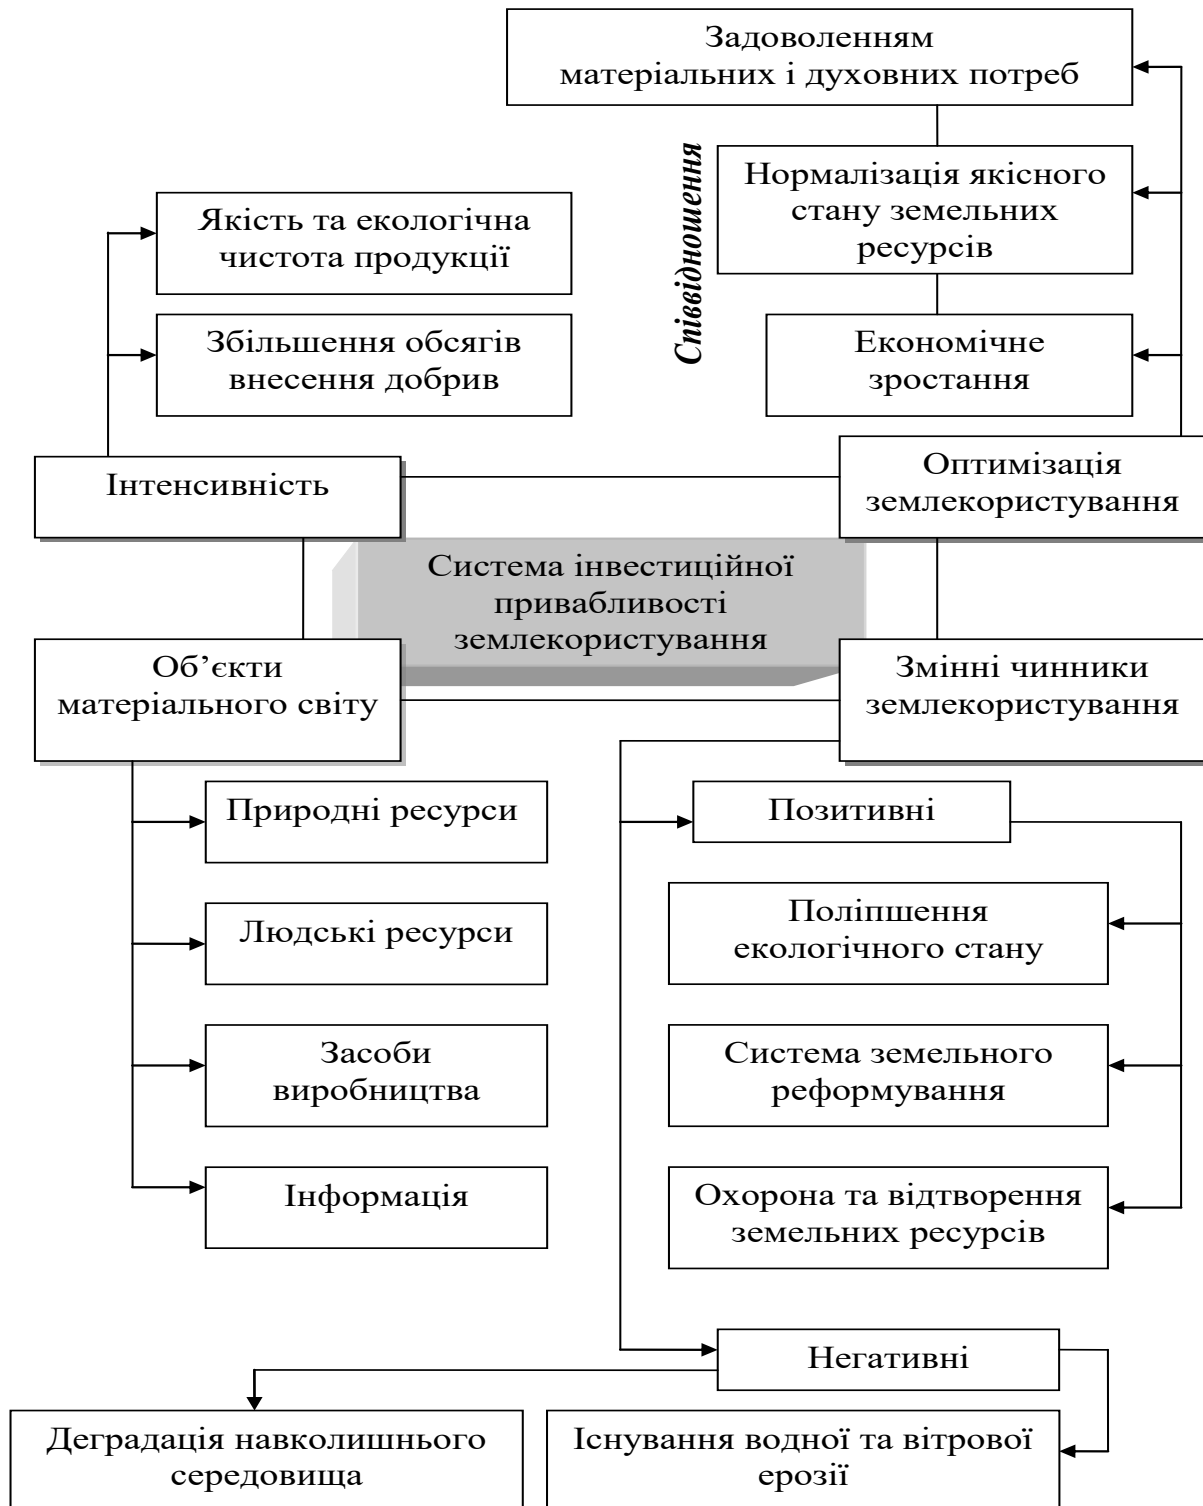 Задоволенням
матеріальних і духовних потреб
Співвідношення
Нормалізація якісного
стану земельних
ресурсів
Якість та екологічна
чистота продукції
Збільшення обсягів
внесення добрив
Економічне
зростання
Інтенсивність
Оптимізація
землекористування
Система інвестиційної
привабливості
землекористування
Об’єкти
матеріального світу
Змінні чинники
землекористування
Природні ресурси
Позитивні
Людські ресурси
Поліпшення
екологічного стану
Засоби
виробництва
Система земельного
реформування
Інформація
Охорона та відтворення
земельних ресурсів
Негативні
Деградація навколишнього
середовища
Існування водної та вітрової
ерозії